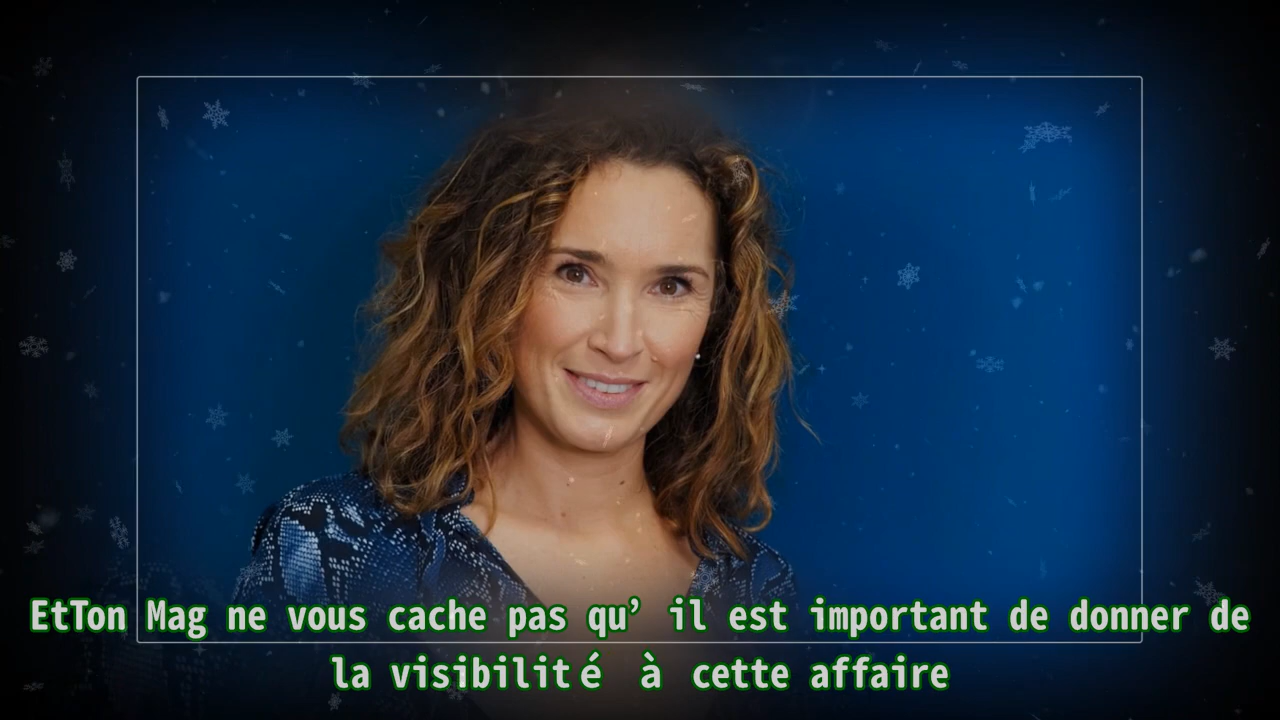 EtTon Mag ne vous cache pas qu’ il est important de donner de
la visibilité à cette affaire